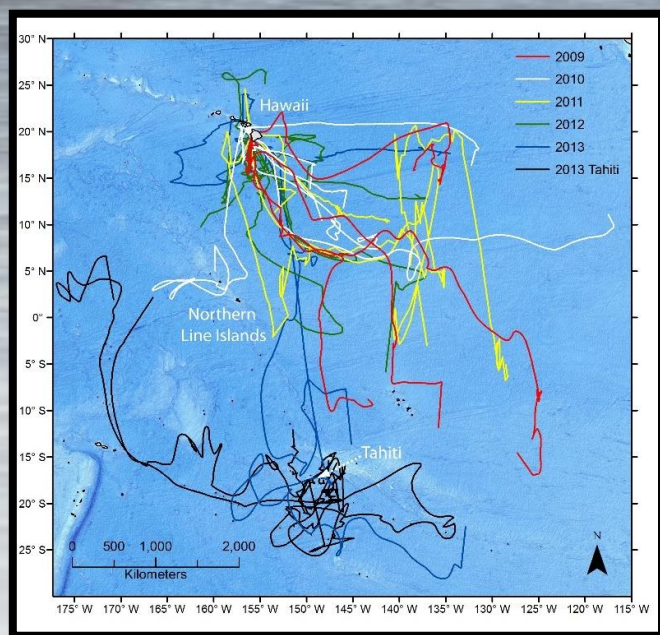 30° N
25° N
20° N
15° N
10° N
5° N
0°
5° S
10° S
15° S
20° S
25° S
Hawaii
2009
2010
2011
2012
2013
2013 Tahiti
Northern
Line Islands
Tahiti
0 500 1,000 2,000
Kilometers
N
175° W 170° W 165° W 160° W 155° W 150° W 145° W 140° W 135° W 130° W 125° W 120° W 115° W